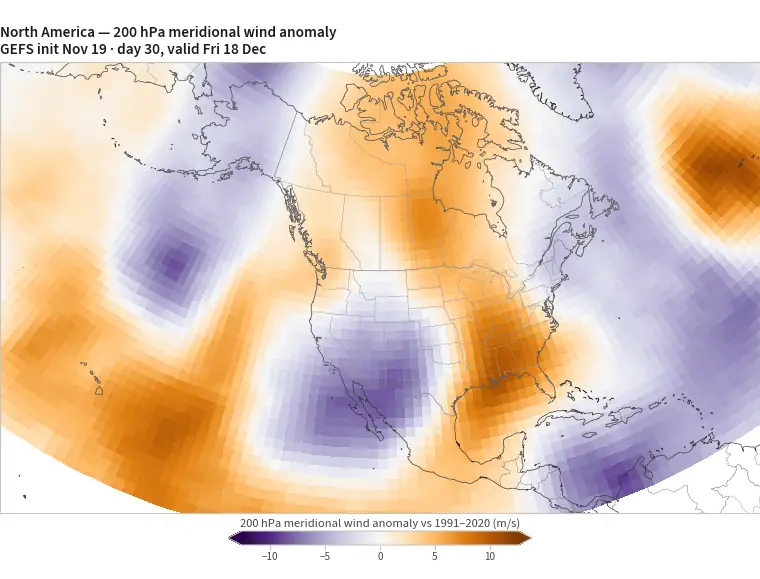 North America — 200 hPa meridional wind anomaly
GEFS init Nov 19 · day 30, valid Fri 18 Dec
200 hPa meridional wind anomaly vs 1991–2020 (m/s)
−10 −5 0 5 10